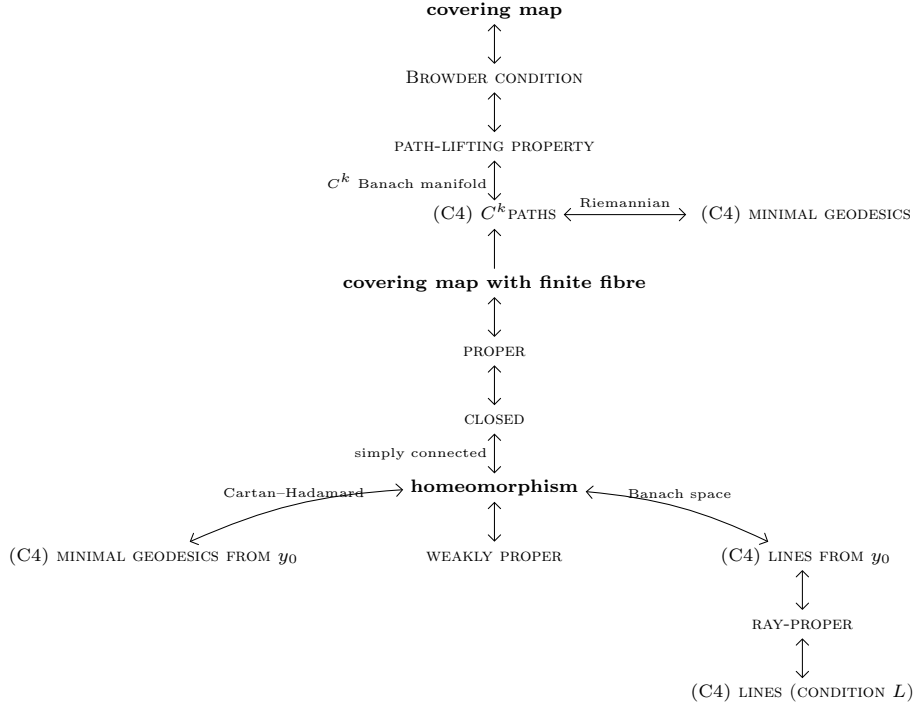 covering map
BROWDER CONDITION
PATH-LIFTING PROPERTY
C^k Banach manifold
(C4) C^k PATHS
Riemannian
(C4) MINIMAL GEODESICS
covering map with finite fibre
PROPER
CLOSED
simply connected
homeomorphism
Cartan–Hadamard
Banach space
(C4) MINIMAL GEODESICS FROM y₀
WEAKLY PROPER
(C4) LINES FROM y₀
RAY-PROPER
(C4) LINES (CONDITION L)